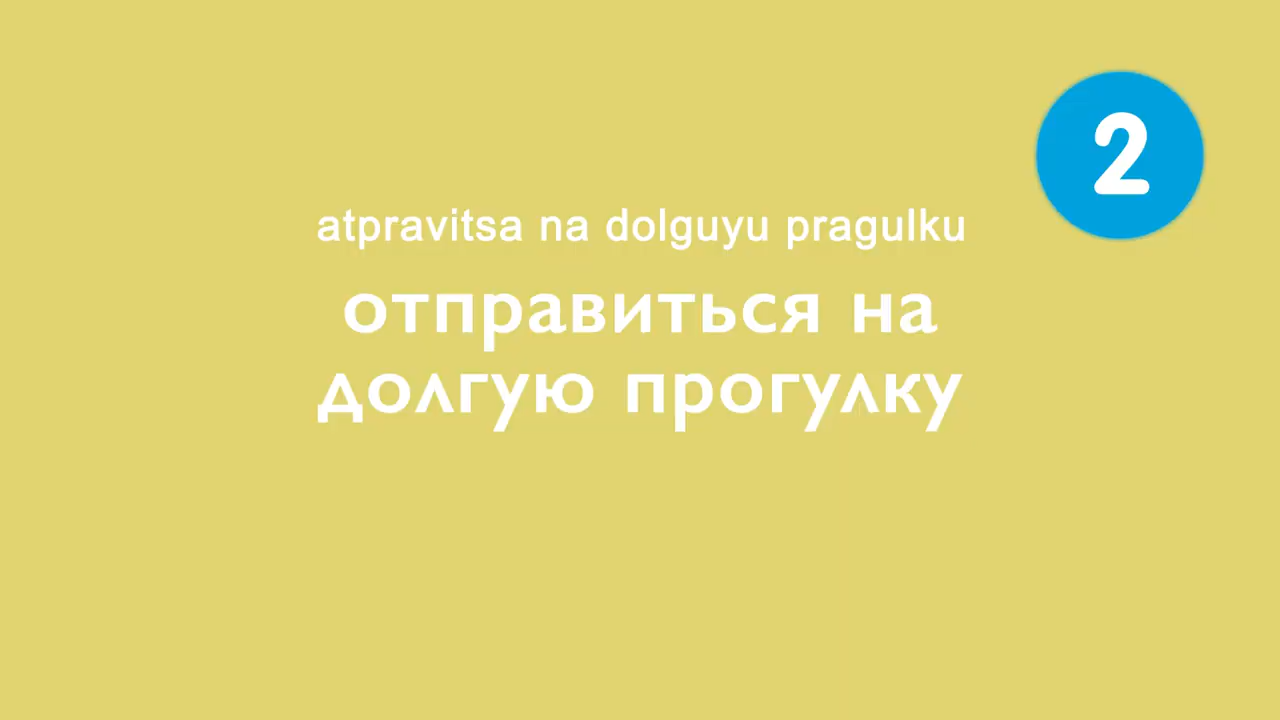 2
atpravitsa na dolguyu pragulku
отправиться на
долгую прогулку